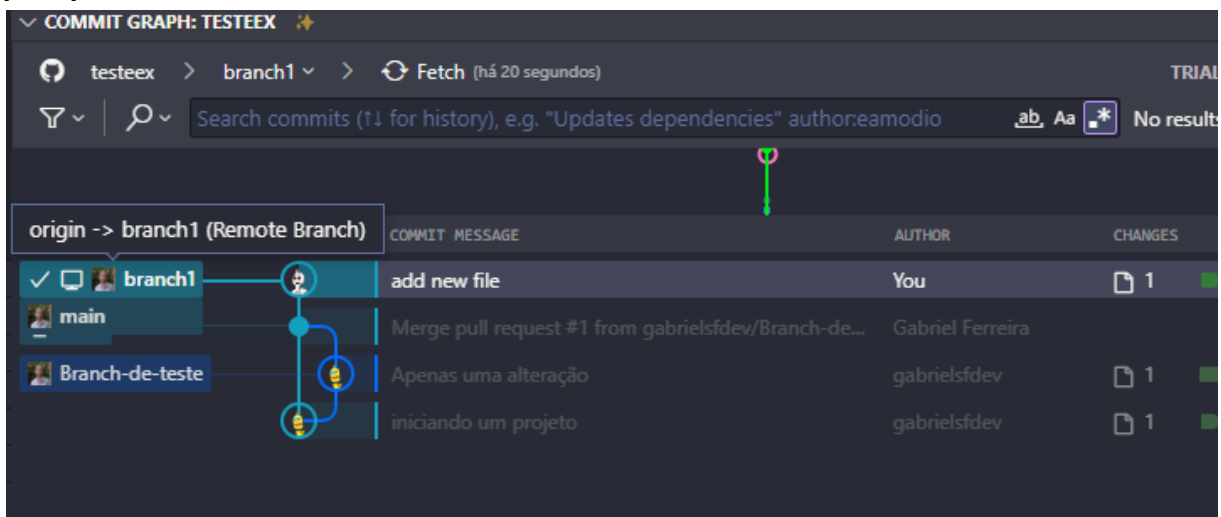 COMMIT GRAPH: TESTEEX
testeex > branch1 > Fetch (há 20 segundos) TRIAL
Search commits (↑↓ for history), e.g. "Updates dependencies" author:eamodio ab Aa .* No results
origin -> branch1 (Remote Branch) COMMIT MESSAGE AUTHOR CHANGES
branch1 add new file You 1
main Merge pull request #1 from gabrielsfdev/Branch-de... Gabriel Ferreira
Branch-de-teste Apenas uma alteração gabrielsfdev 1
iniciando um projeto gabrielsfdev 1